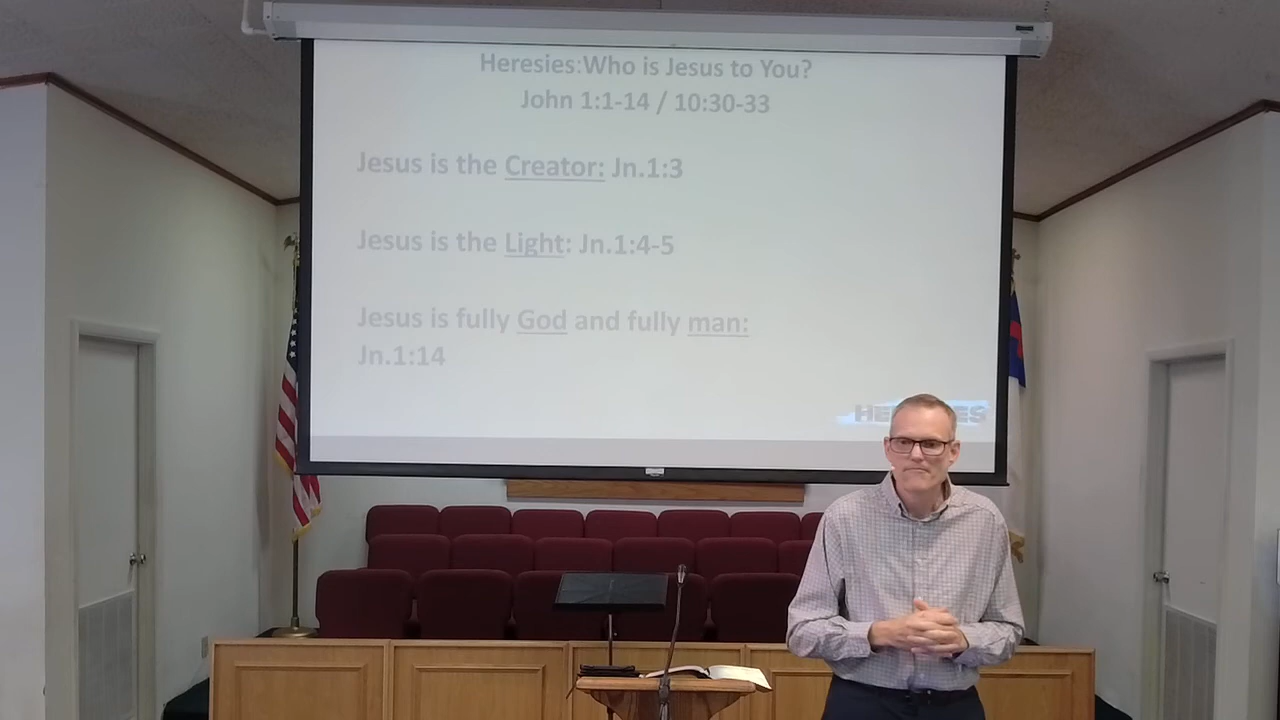 Heresies:Who is Jesus to You?
John 1:1-14 / 10:30-33
Jesus is the Creator: Jn.1:3
Jesus is the Light: Jn.1:4-5
Jesus is fully God and fully man:
Jn.1:14